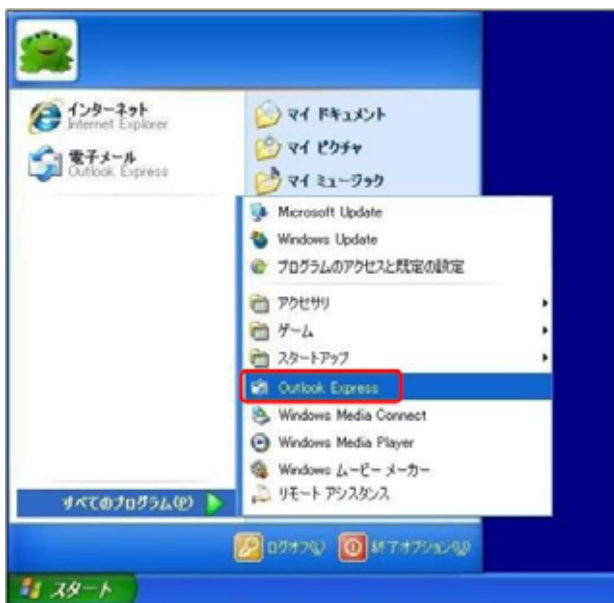 インターネット
Internet Explorer
電子メール
Outlook Express
マイ ドキュメント
マイ ピクチャ
マイ ミュージック
Microsoft Update
Windows Update
プログラムのアクセスと既定の設定
アクセサリ
ゲーム
スタートアップ
Outlook Express
Windows Media Connect
Windows Media Player
Windows ムービー メーカー
リモート アシスタンス
すべてのプログラム(P)
ログオフ(L)
終了オプション(U)
スタート